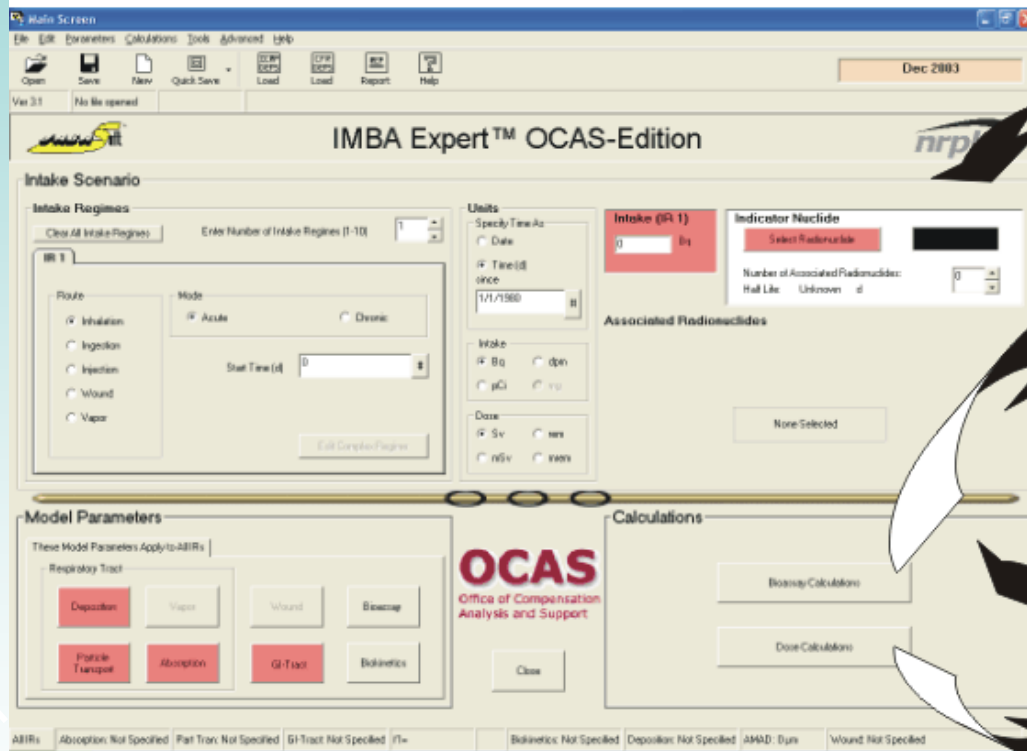 Main Screen
File Edit Parameters Calculations Tools Advanced Help
Open Save New Quick Save Load Load Report Help
Dec 2003
Ver 3.1 No file opened
IMBA Expert™ OCAS-Edition
Intake Scenario
Intake Regimes
Clear All Intake Regimes
Enter Number of Intake Regimes (1-10)
1
IR 1
Route
Inhalation
Ingestion
Injection
Wound
Vapor
Mode
Acute
Chronic
Start Time (d)
0
Edit Complex Regime
Units
Specify Time As
Date
Time (d)
since
1/1/1980
Intake
Bq dpm
pCi
Dose
Sv rem
mSv mrem
Intake (IR 1)
0 Bq
Indicator Nuclide
Select Radionuclide
Number of Associated Radionuclides:
0
Half Life: Unknown d
Associated Radionuclides
None Selected
Model Parameters
These Model Parameters Apply to All IRs
Respiratory Tract
Deposition
Vapor
Wound
Bioassay
Particle
Transport
Absorption
GI-Tract
Biokinetics
OCAS
Office of Compensation
Analysis and Support
Close
Calculations
Bioassay Calculations
Dose Calculations
All IRs Absorption: Not Specified Part Tran: Not Specified GI-Tract: Not Specified Biokinetics: Not Specified Deposition: Not Specified AMAD: Wound: Not Specified